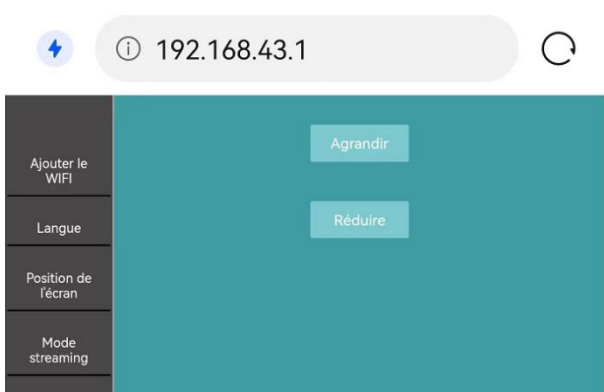 192.168.43.1
Ajouter le
WIFI
Langue
Position de
l'écran
Mode
streaming
Agrandir
Réduire